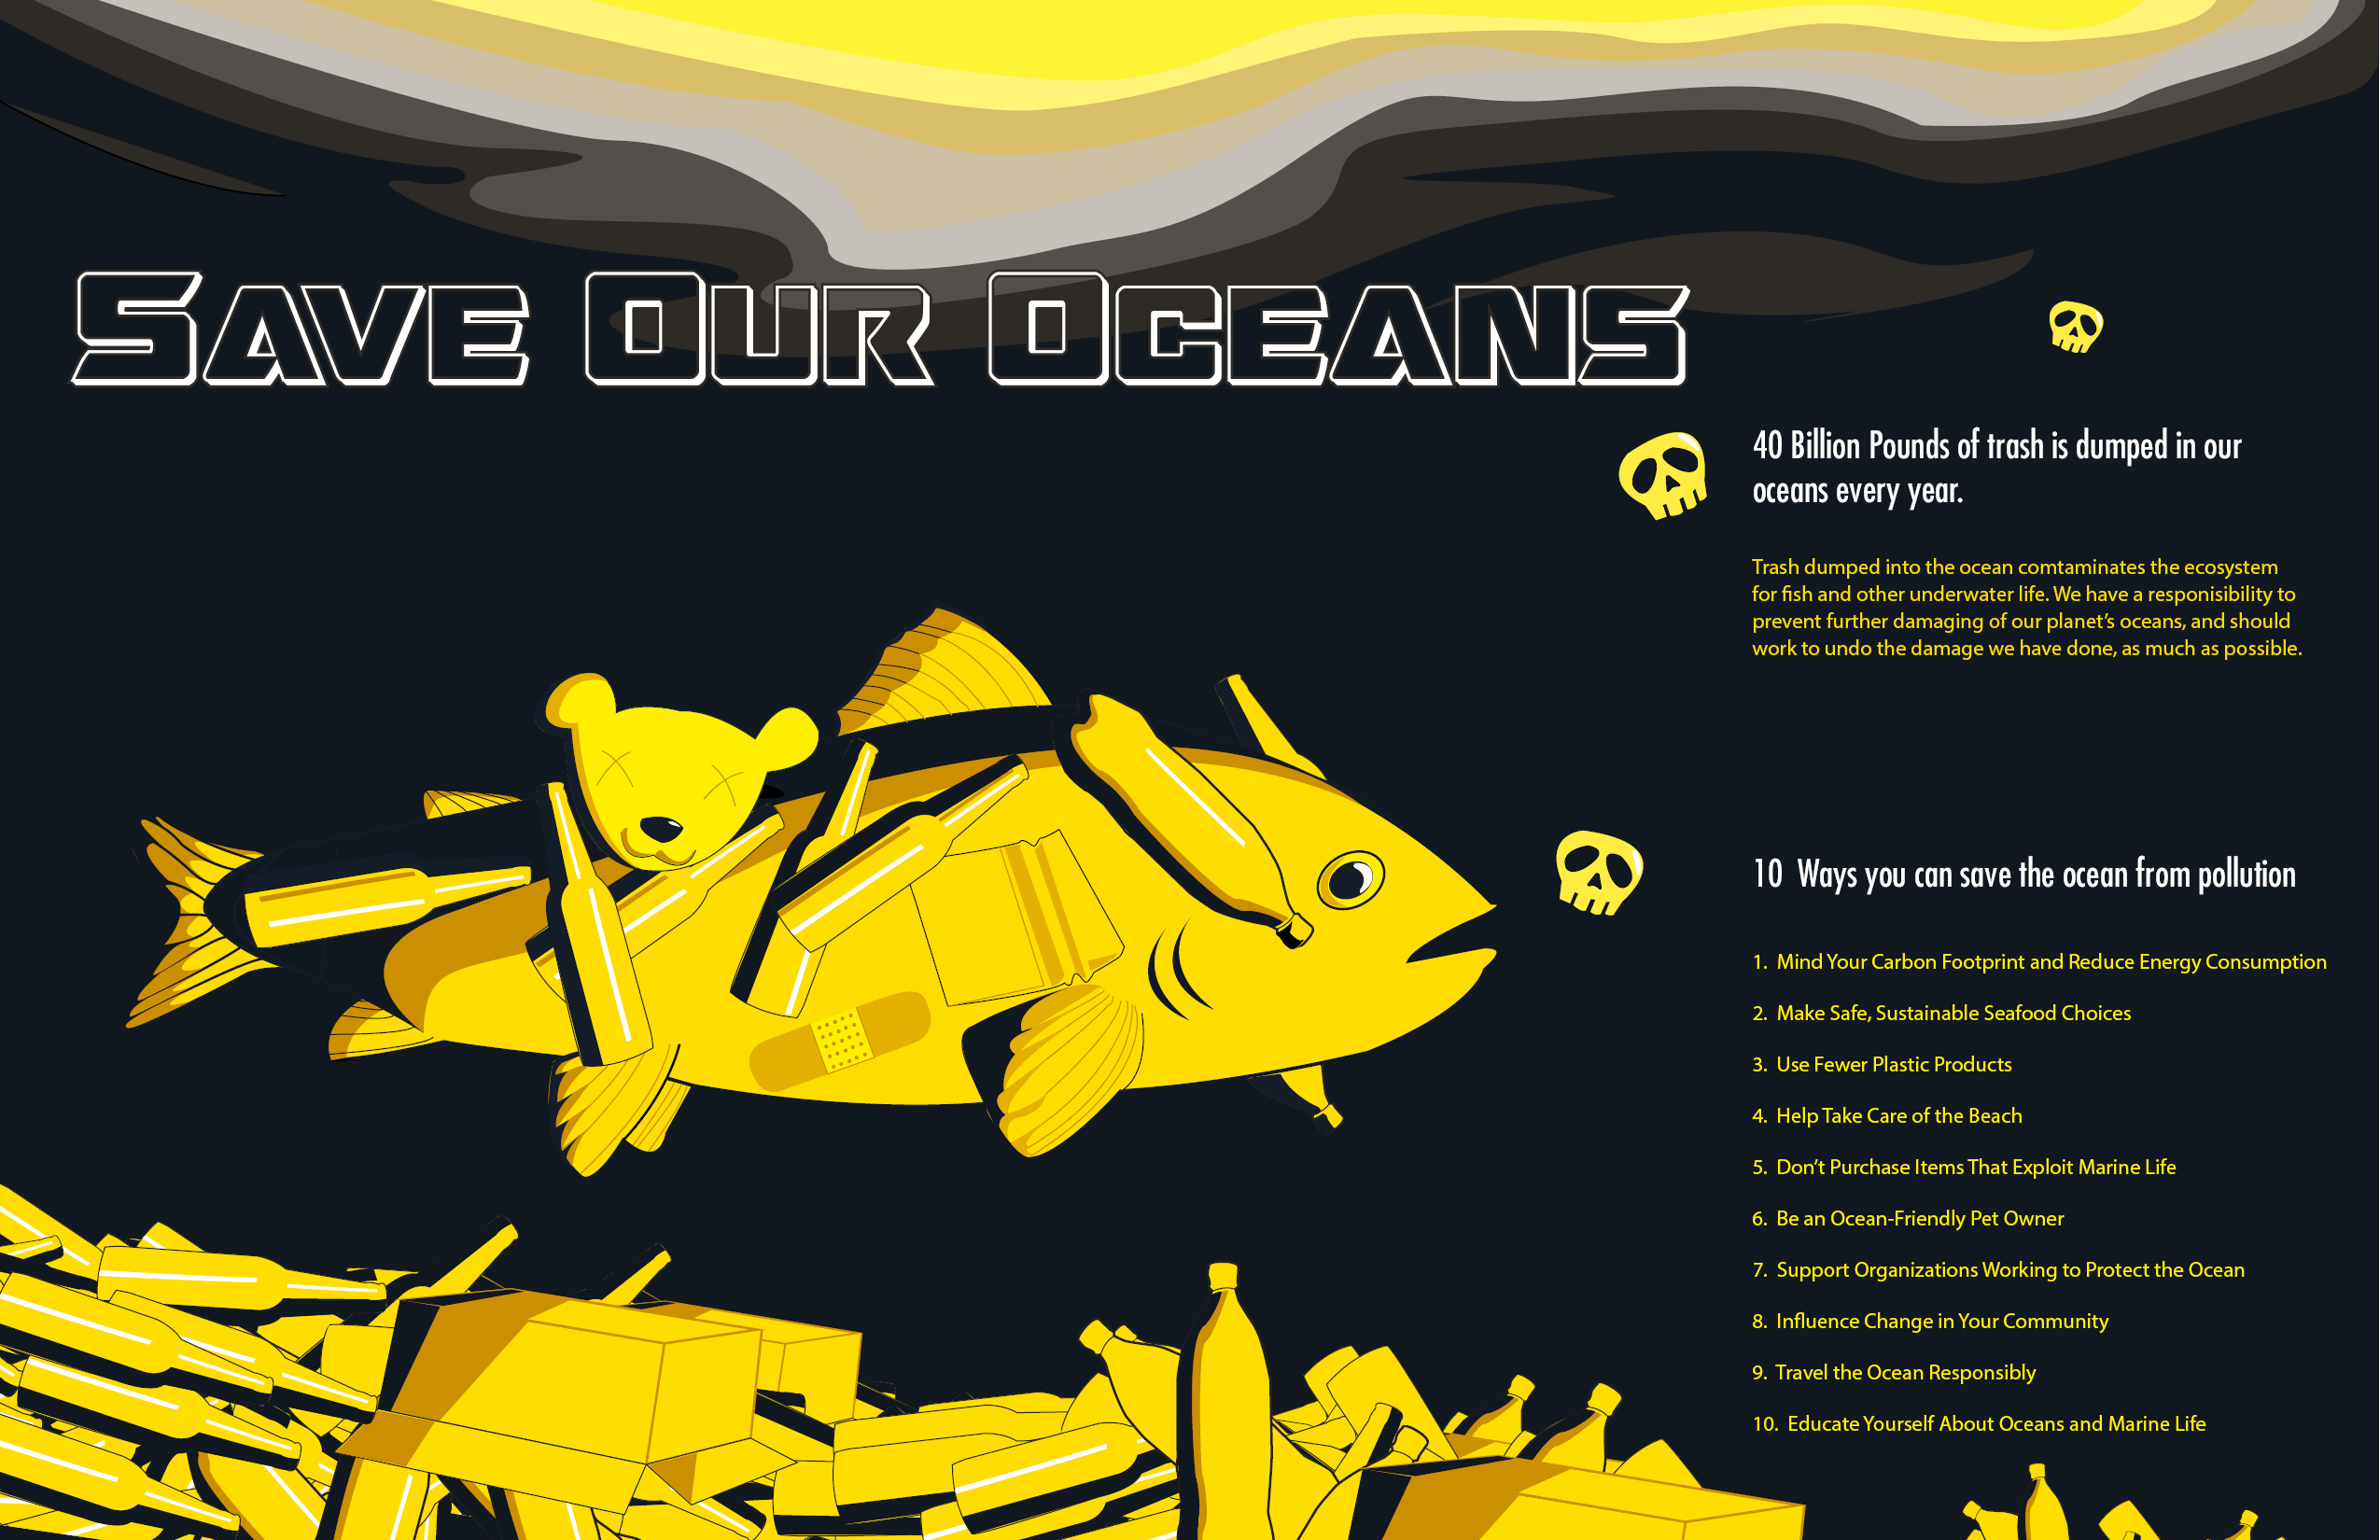 Save Our Oceans
40 Billion Pounds of trash is dumped in our
oceans every year.
Trash dumped into the ocean comtaminates the ecosystem
for fish and other underwater life. We have a responisibility to
prevent further damaging of our planet's oceans, and should
work to undo the damage we have done, as much as possible.
10 Ways you can save the ocean from pollution
1. Mind Your Carbon Footprint and Reduce Energy Consumption
2. Make Safe, Sustainable Seafood Choices
3. Use Fewer Plastic Products
4. Help Take Care of the Beach
5. Don't Purchase Items That Exploit Marine Life
6. Be an Ocean-Friendly Pet Owner
7. Support Organizations Working to Protect the Ocean
8. Influence Change in Your Community
9. Travel the Ocean Responsibly
10. Educate Yourself About Oceans and Marine Life